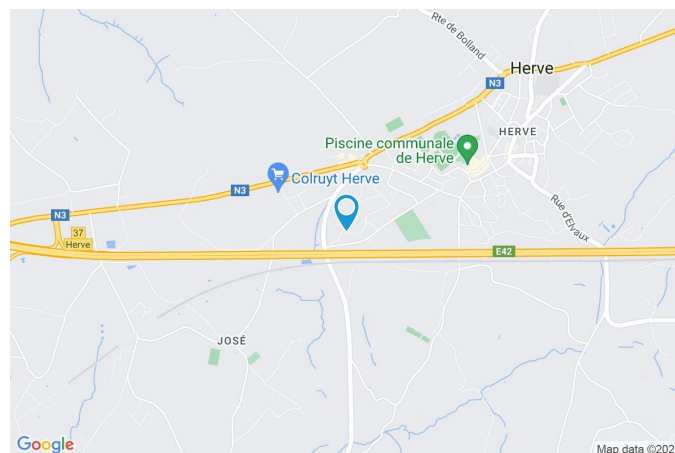 Rte de Bolland
Herve
N3
HERVE
Piscine communale
de Herve
Colruyt Herve
N3
Rue d'Elvaux
N3
37
Herve
E42
JOSÉ
Google
Map data ©202